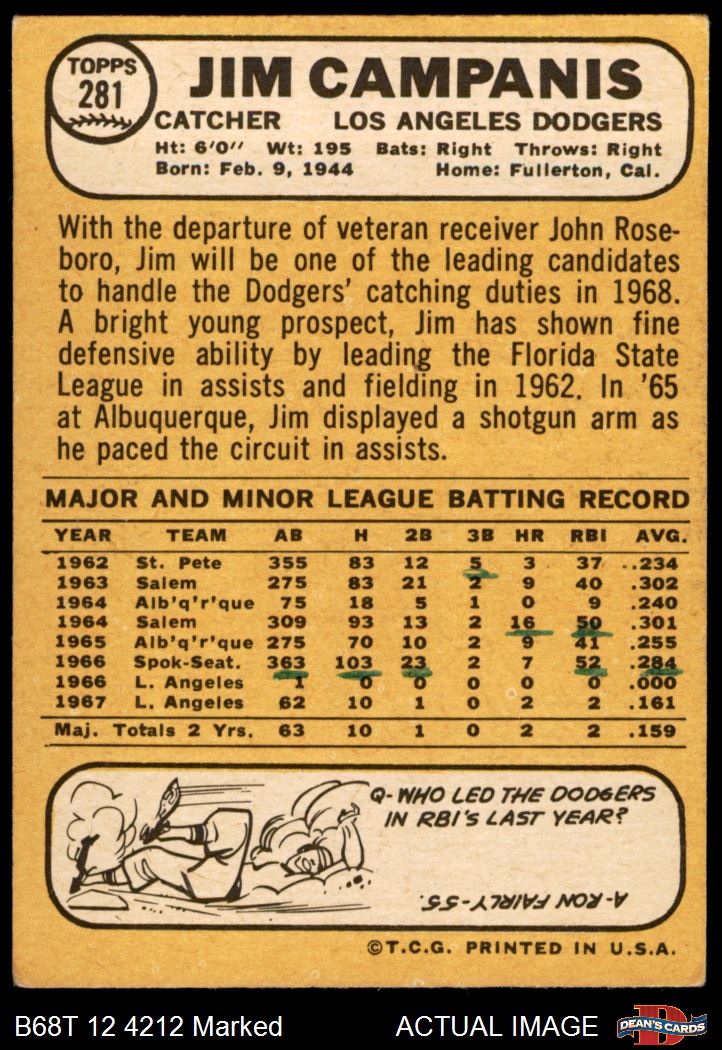 TOPPS
281
JIM CAMPANIS
CATCHER LOS ANGELES DODGERS
Ht: 6'0" Wt: 195 Bats: Right Throws: Right
Born: Feb. 9, 1944 Home: Fullerton, Cal.
With the departure of veteran receiver John Rose-
boro, Jim will be one of the leading candidates
to handle the Dodgers' catching duties in 1968.
A bright young prospect, Jim has shown fine
defensive ability by leading the Florida State
League in assists and fielding in 1962. In '65
at Albuquerque, Jim displayed a shotgun arm as
he paced the circuit in assists.
MAJOR AND MINOR LEAGUE BATTING RECORD
YEAR TEAM AB H 2B 3B HR RBI AVG.
1962 St. Pete 355 83 12 5 3 37 ..234
1963 Salem 275 83 21 2 9 40 .302
1964 Alb'q'r'que 75 18 5 1 0 9 .240
1964 Salem 309 93 13 2 16 50 .301
1965 Alb'q'r'que 275 70 10 2 9 41 .255
1966 Spok-Seat. 363 103 23 2 7 52 .284
1966 L. Angeles 1 0 0 0 0 0 .000
1967 L. Angeles 62 10 1 0 2 2 .161
Maj. Totals 2 Yrs. 63 10 1 0 2 2 .159
Q-WHO LED THE DODGERS
IN RBI'S LAST YEAR?
A-RON FAIRLY-55.
©T.C.G. PRINTED IN U.S.A.
B68T 12 4212 Marked ACTUAL IMAGE DEAN'S CARDS